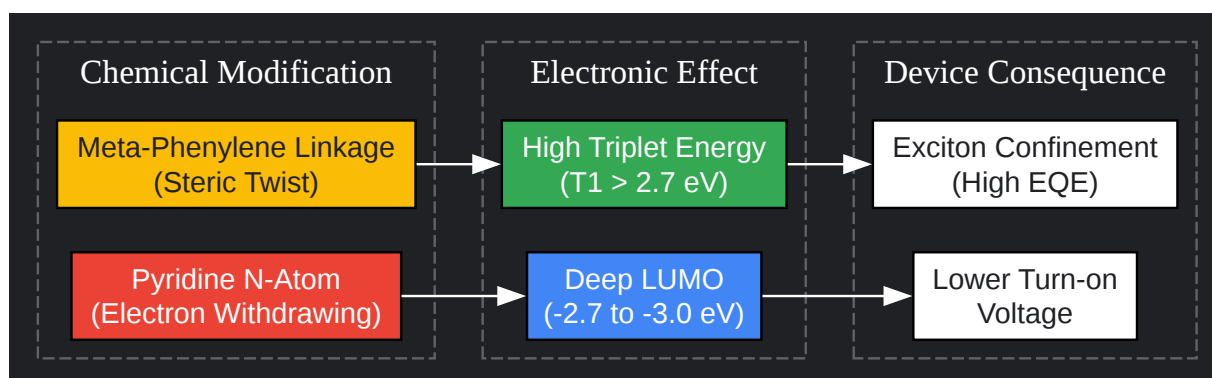 Chemical Modification
Meta-Phenylene Linkage
(Steric Twist)
Pyridine N-Atom
(Electron Withdrawing)
Electronic Effect
High Triplet Energy
(T1 > 2.7 eV)
Deep LUMO
(-2.7 to -3.0 eV)
Device Consequence
Exciton Confinement
(High EQE)
Lower Turn-on
Voltage